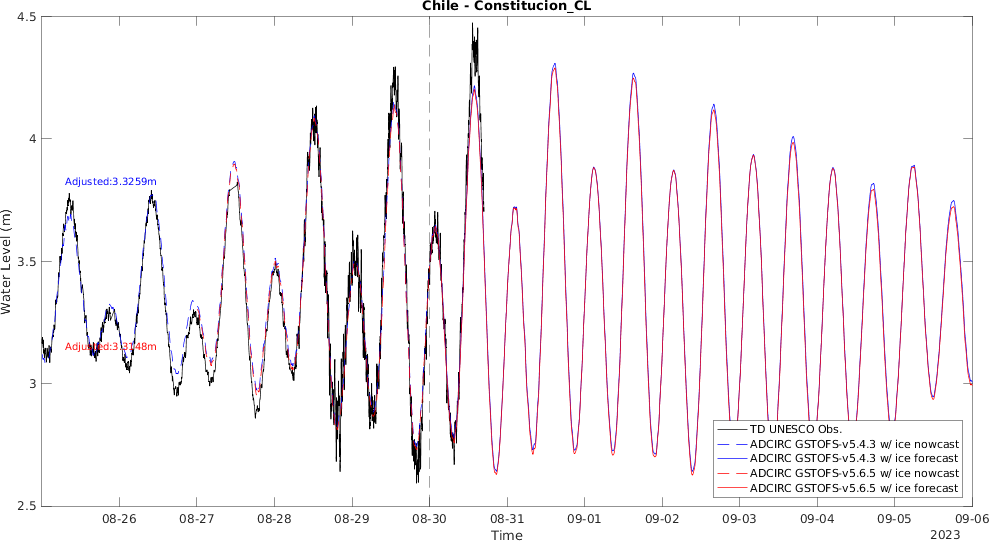 Chile - Constitucion_CL
4.5
4
3.5
3
2.5
Water Level (m)
Adjusted:3.3259m
Adjusted:3.3148m
TD UNESCO Obs.
ADCIRC GSTOFS-v5.4.3 w/ ice nowcast
ADCIRC GSTOFS-v5.4.3 w/ ice forecast
ADCIRC GSTOFS-v5.6.5 w/ ice nowcast
ADCIRC GSTOFS-v5.6.5 w/ ice forecast
08-26 08-27 08-28 08-29 08-30 08-31 09-01 09-02 09-03 09-04 09-05 09-06
Time
2023